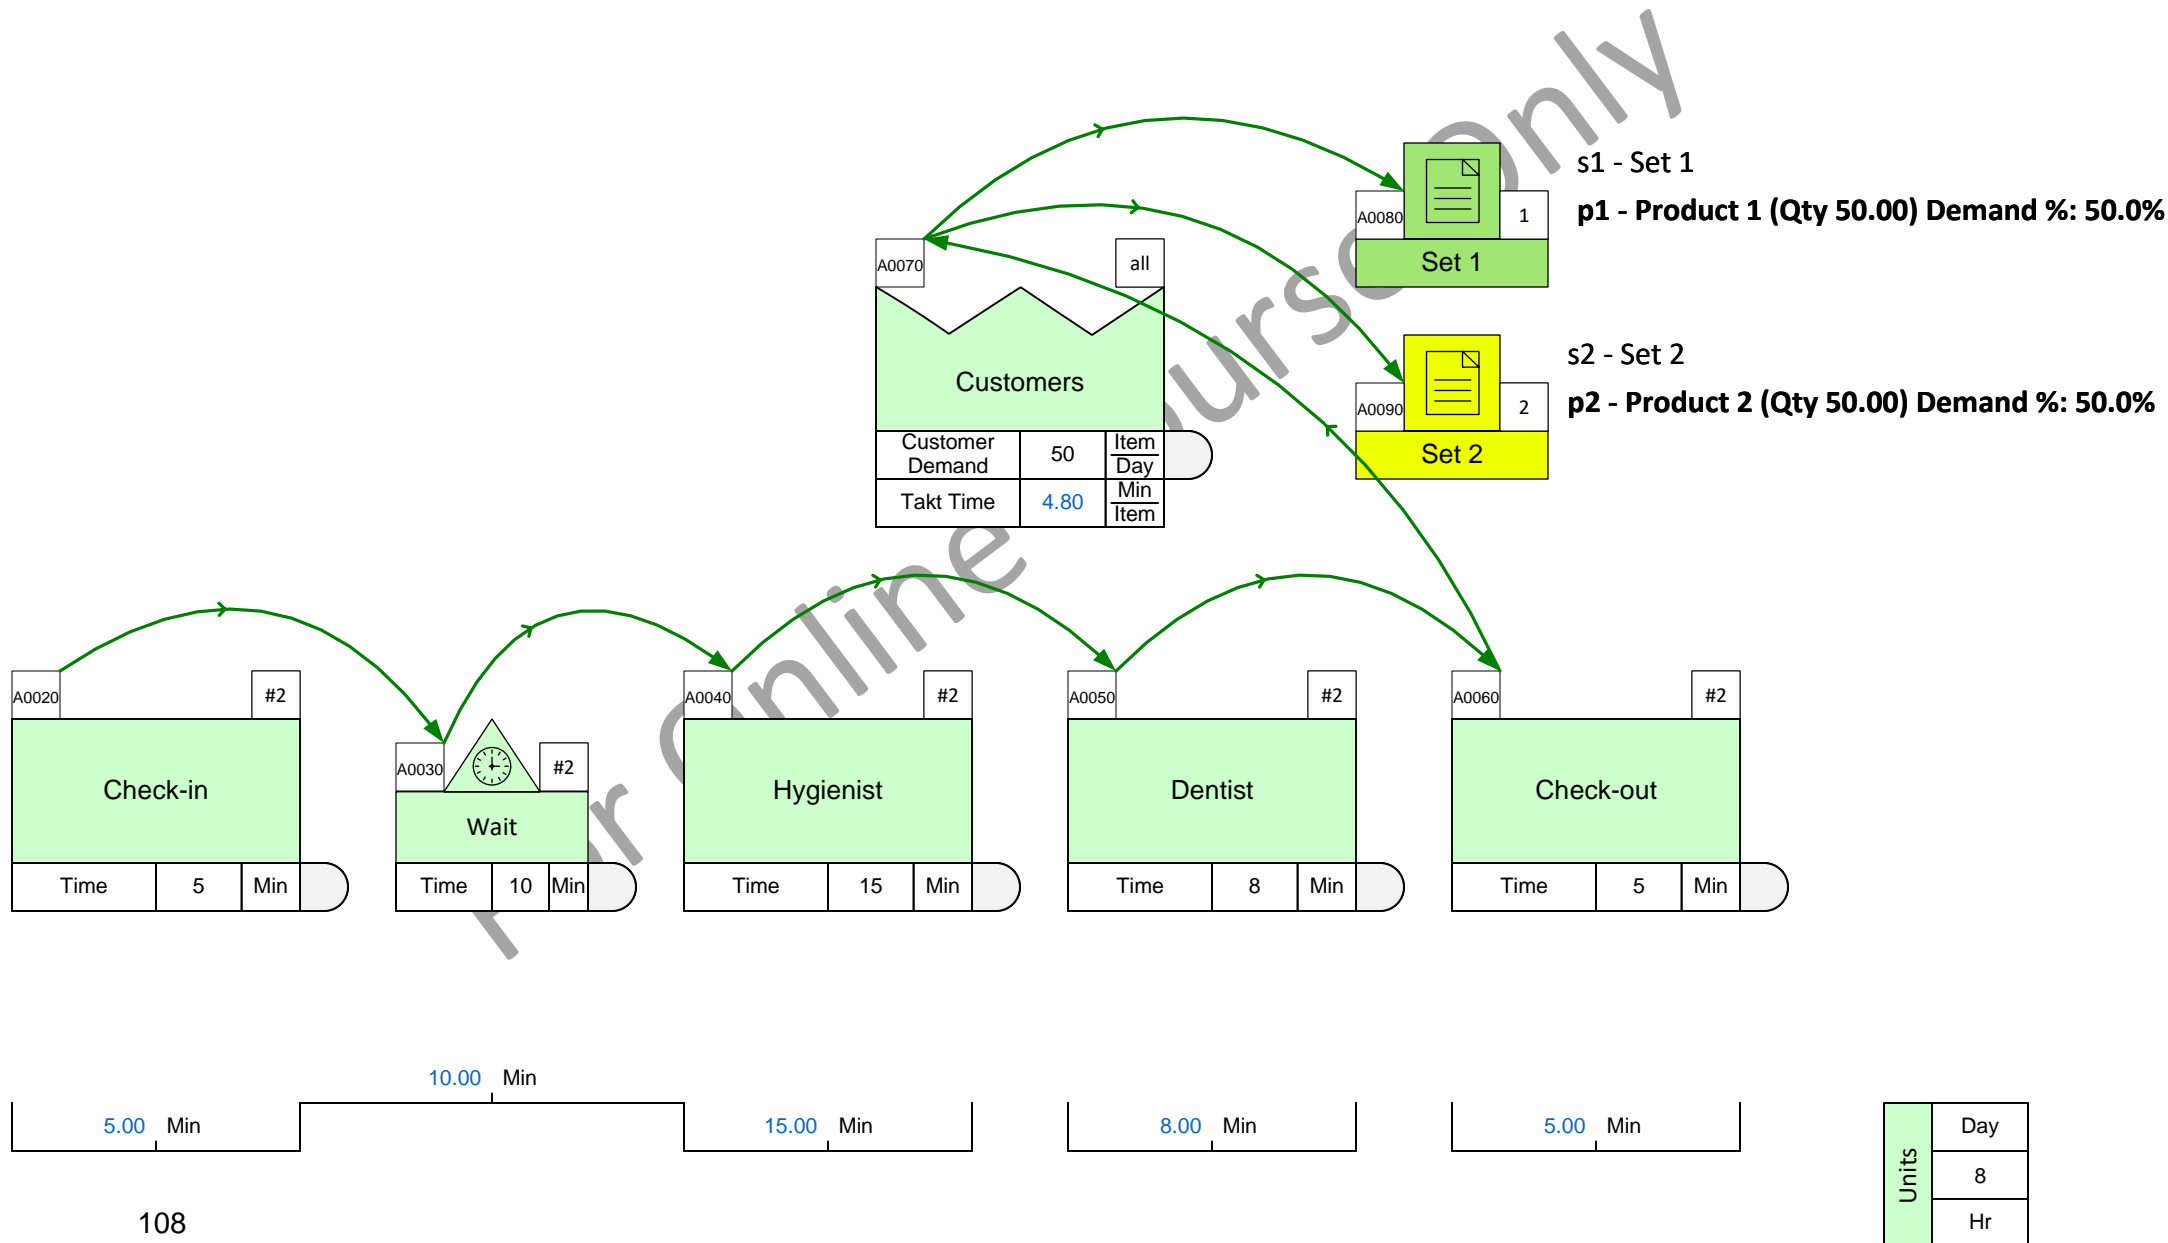 For Online Course Only
s1 - Set 1
A0080
1
p1 - Product 1 (Qty 50.00) Demand %: 50.0%
Set 1
A0070
all
s2 - Set 2
A0090
2
p2 - Product 2 (Qty 50.00) Demand %: 50.0%
Set 2
Customers
Customer
Demand
50
Item
Day
Takt Time
4.80
Min
Item
A0020
#2
Check-in
Time
5
Min
A0030
#2
Wait
Time
10
Min
A0040
#2
Hygienist
Time
15
Min
A0050
#2
Dentist
Time
8
Min
A0060
#2
Check-out
Time
5
Min
10.00 Min
5.00 Min
15.00 Min
8.00 Min
5.00 Min
Units
Day
8
Hr
108